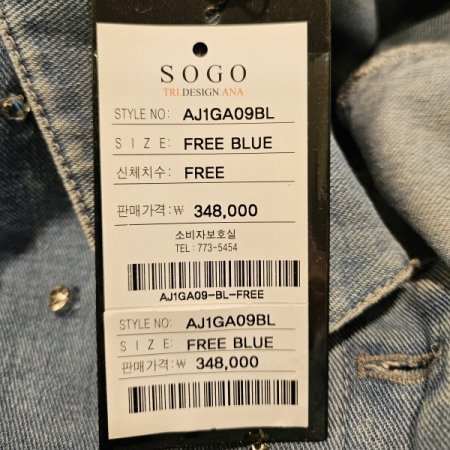 SOGO
TRI.DESIGN.ANA
STYLE NO: AJ1GA09BL
SIZE: FREE BLUE
신체치수: FREE
판매가격:₩ 348,000
소비자보호실
TEL : 773-5454
AJ1GA09-BL-FREE
STYLE NO: AJ1GA09BL
SIZE: FREE BLUE
판매가격: ₩ 348,000